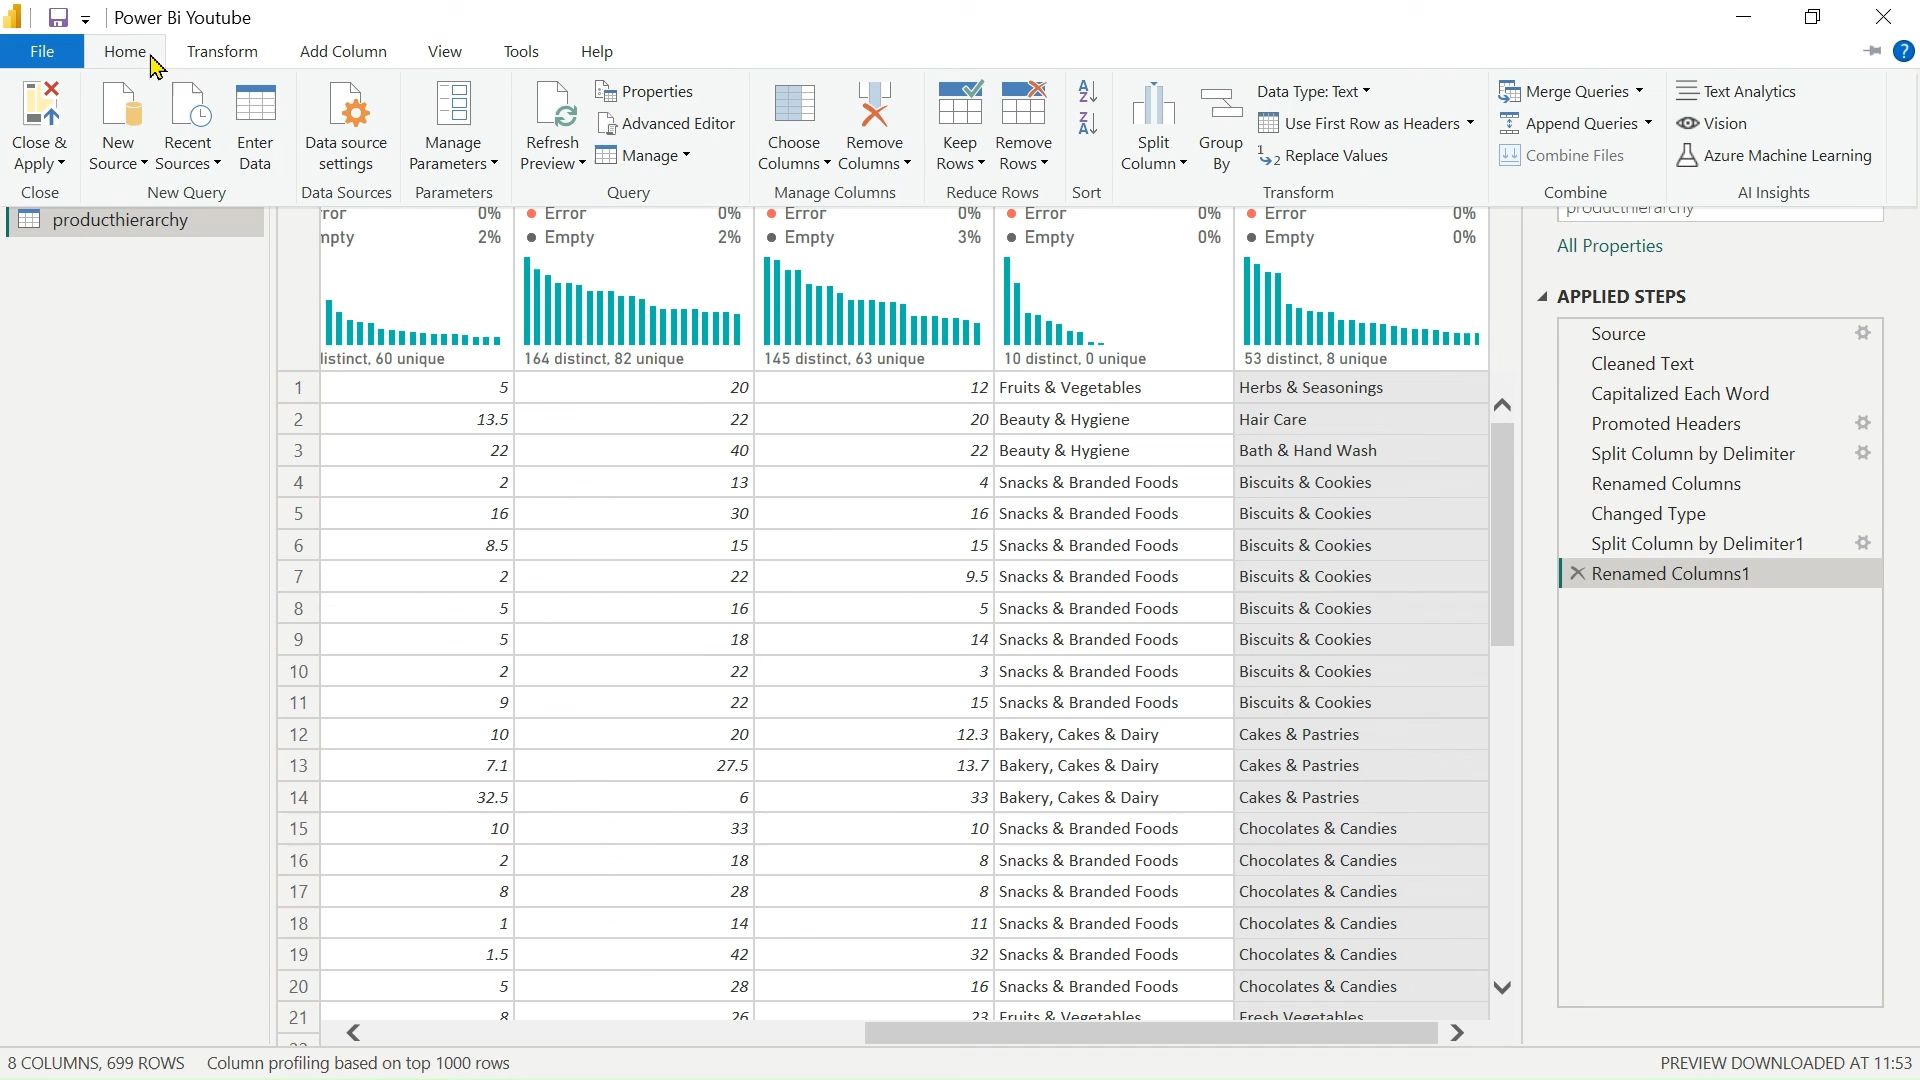 Power Bi Youtube
File Home Transform Add Column View Tools Help
Close & Apply
Close
New Source
Recent Sources
Enter Data
New Query
Data source settings
Data Sources
Manage Parameters
Parameters
Refresh Preview
Properties
Advanced Editor
Manage
Query
Choose Columns
Remove Columns
Manage Columns
Keep Rows
Remove Rows
Reduce Rows
Sort
Split Column
Group By
Data Type: Text
Use First Row as Headers
Replace Values
Transform
Merge Queries
Append Queries
Combine Files
Combine
Text Analytics
Vision
Azure Machine Learning
AI Insights
producthierarchy
rror 0% Error 0% Error 0% Error 0% Error 0%
mpty 2% Empty 2% Empty 3% Empty 0% Empty 0%
listinct, 60 unique 164 distinct, 82 unique 145 distinct, 63 unique 10 distinct, 0 unique 53 distinct, 8 unique
1 5 20 12 Fruits & Vegetables Herbs & Seasonings
2 13.5 22 20 Beauty & Hygiene Hair Care
3 22 40 22 Beauty & Hygiene Bath & Hand Wash
4 2 13 4 Snacks & Branded Foods Biscuits & Cookies
5 16 30 16 Snacks & Branded Foods Biscuits & Cookies
6 8.5 15 15 Snacks & Branded Foods Biscuits & Cookies
7 2 22 9.5 Snacks & Branded Foods Biscuits & Cookies
8 5 16 5 Snacks & Branded Foods Biscuits & Cookies
9 5 18 14 Snacks & Branded Foods Biscuits & Cookies
10 2 22 3 Snacks & Branded Foods Biscuits & Cookies
11 9 22 15 Snacks & Branded Foods Biscuits & Cookies
12 10 20 12.3 Bakery, Cakes & Dairy Cakes & Pastries
13 7.1 27.5 13.7 Bakery, Cakes & Dairy Cakes & Pastries
14 32.5 6 33 Bakery, Cakes & Dairy Cakes & Pastries
15 10 33 10 Snacks & Branded Foods Chocolates & Candies
16 2 18 8 Snacks & Branded Foods Chocolates & Candies
17 8 28 8 Snacks & Branded Foods Chocolates & Candies
18 1 14 11 Snacks & Branded Foods Chocolates & Candies
19 1.5 42 32 Snacks & Branded Foods Chocolates & Candies
20 5 28 16 Snacks & Branded Foods Chocolates & Candies
21 8 26 23 Fruits & Vegetables Fresh Vegetables
producthierarchy
All Properties
APPLIED STEPS
Source
Cleaned Text
Capitalized Each Word
Promoted Headers
Split Column by Delimiter
Renamed Columns
Changed Type
Split Column by Delimiter1
Renamed Columns1
8 COLUMNS, 699 ROWS Column profiling based on top 1000 rows PREVIEW DOWNLOADED AT 11:53